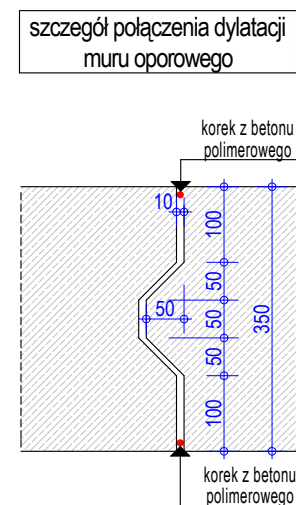 szczegół połączenia dylatacji
muru oporowego
korek z betonu
polimerowego
10
100
50
50
50
50
100
350
korek z betonu
polimerowego